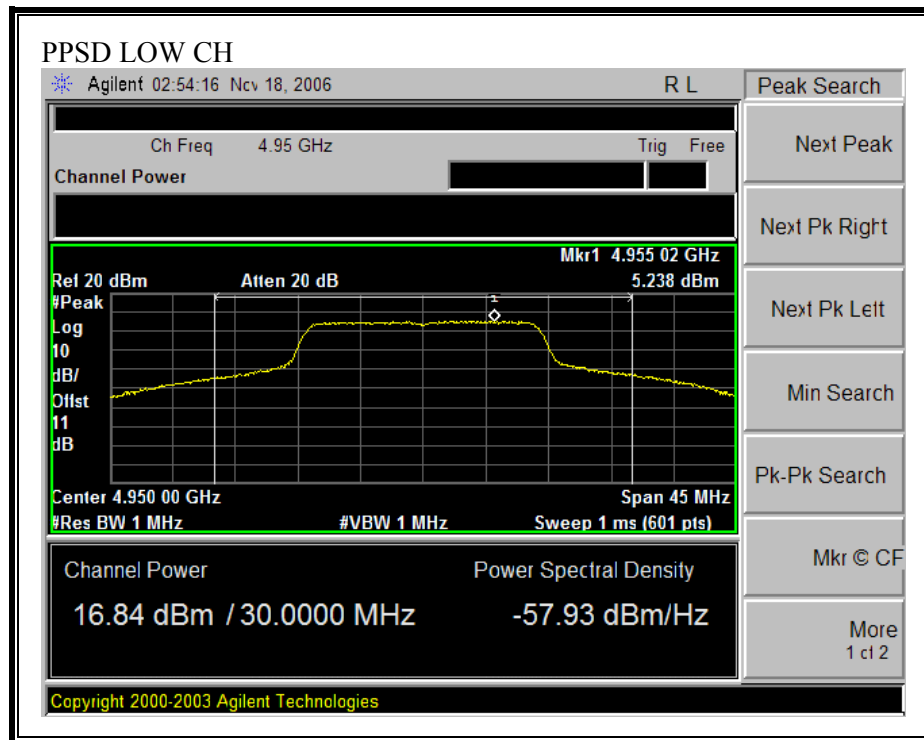 PPSD LOW CH
Agilent 02:54:16 Nov 18, 2006 R L
Peak Search
Ch Freq 4.95 GHz Trig Free
Channel Power
Next Peak
Next Pk Right
Mkr1 4.955 02 GHz
Ref 20 dBm Atten 20 dB 5.238 dBm
#Peak
1
Log
10
dB/
Offst
11
dB
Next Pk Left
Min Search
Center 4.950 00 GHz Span 45 MHz
#Res BW 1 MHz #VBW 1 MHz Sweep 1 ms (601 pts)
Pk-Pk Search
Channel Power Power Spectral Density
16.84 dBm / 30.0000 MHz -57.93 dBm/Hz
Mkr © CF
More
1 of 2
Copyright 2000-2003 Agilent Technologies